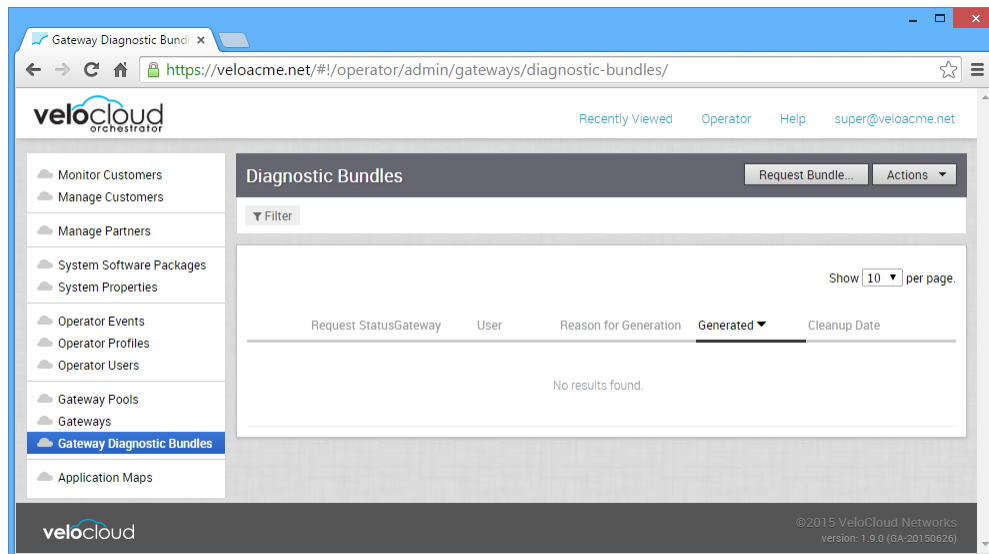 Gateway Diagnostic Bundl
https://veloacme.net/#!/operator/admin/gateways/diagnostic-bundles/
velocloud
orchestrator
Recently Viewed Operator Help super@veloacme.net
Monitor Customers
Manage Customers
Manage Partners
System Software Packages
System Properties
Operator Events
Operator Profiles
Operator Users
Gateway Pools
Gateways
Gateway Diagnostic Bundles
Application Maps
Diagnostic Bundles
Request Bundle... Actions
Filter
Show 10 per page.
Request StatusGateway User Reason for Generation Generated Cleanup Date
No results found.
velocloud
©2015 VeloCloud Networks
version: 1.9.0 (GA-20150626)